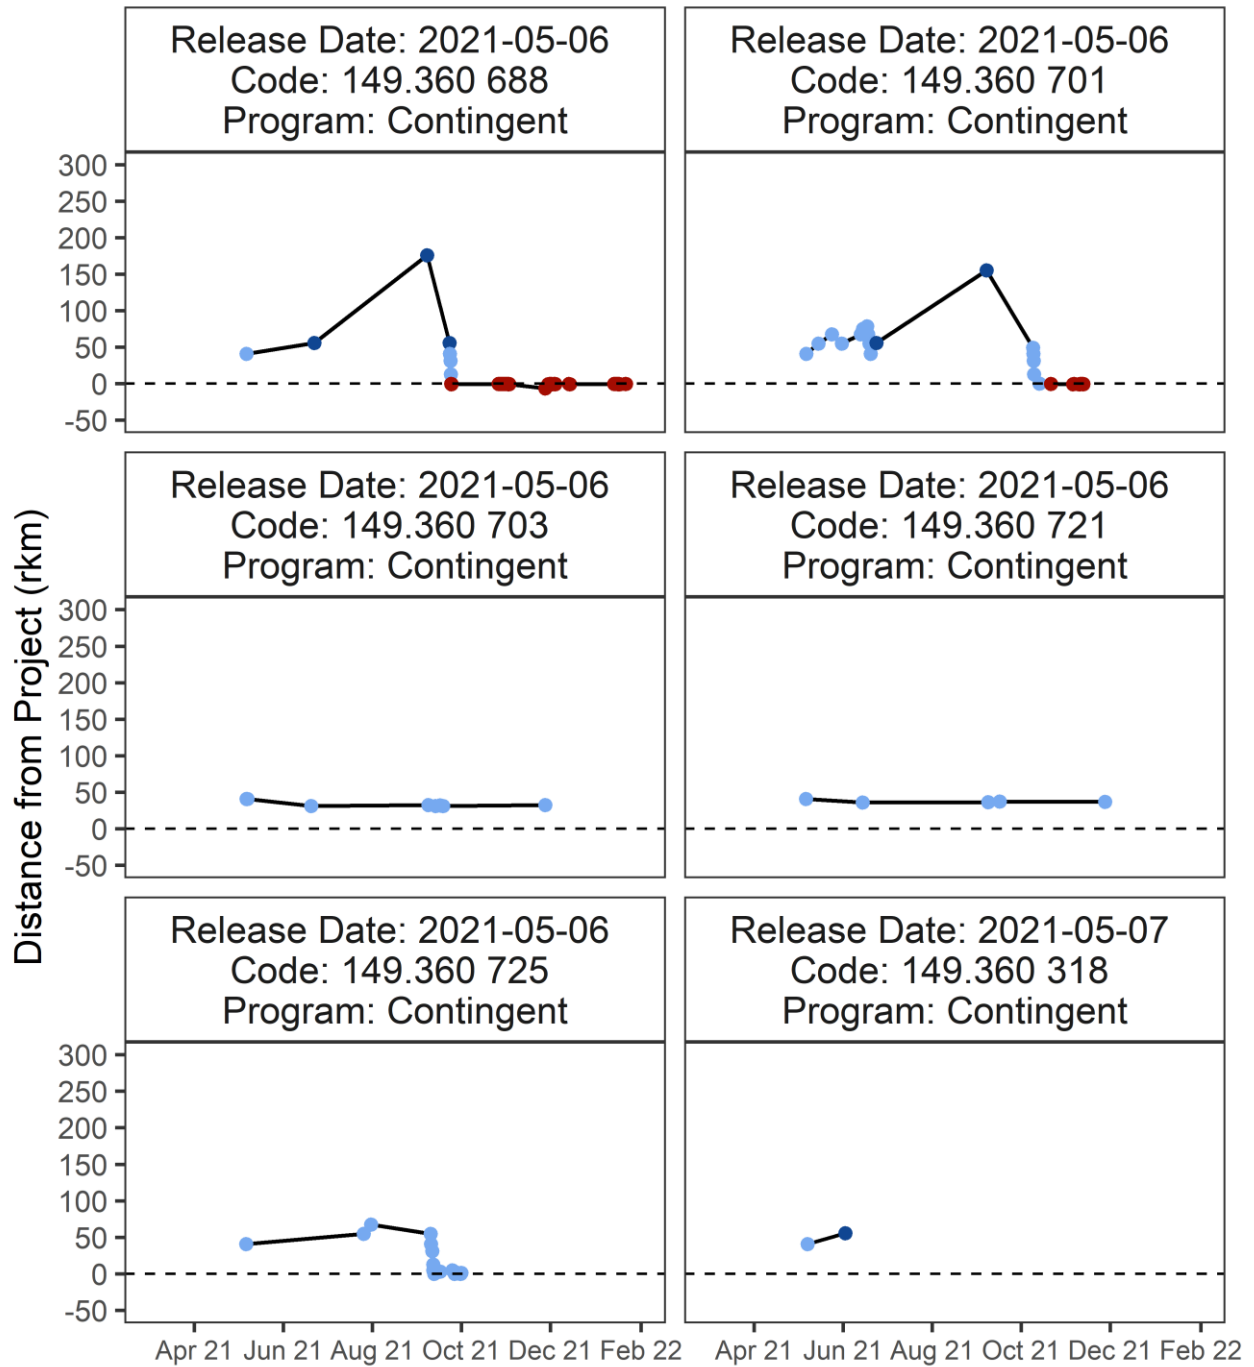 Release Date: 2021-05-06
Code: 149.360 688
Program: Contingent
Release Date: 2021-05-06
Code: 149.360 701
Program: Contingent
300
250
200
150
100
50
0
-50
Release Date: 2021-05-06
Code: 149.360 703
Program: Contingent
Release Date: 2021-05-06
Code: 149.360 721
Program: Contingent
Distance from Project (rkm)
300
250
200
150
100
50
0
-50
Release Date: 2021-05-06
Code: 149.360 725
Program: Contingent
Release Date: 2021-05-07
Code: 149.360 318
Program: Contingent
300
250
200
150
100
50
0
-50
Apr 21 Jun 21 Aug 21 Oct 21 Dec 21 Feb 22
Apr 21 Jun 21 Aug 21 Oct 21 Dec 21 Feb 22